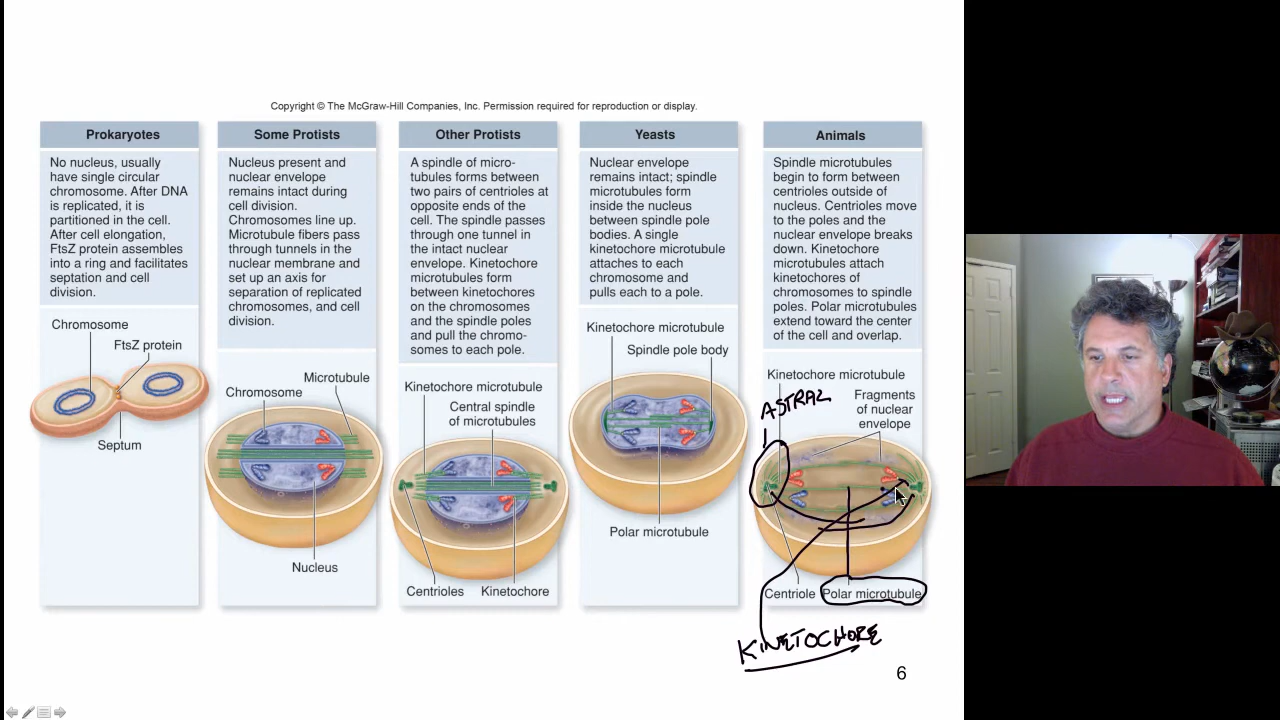 Copyright © The McGraw-Hill Companies, Inc. Permission required for reproduction or display.
Prokaryotes
No nucleus, usually
have single circular
chromosome. After DNA
is replicated, it is
partitioned in the cell.
After cell elongation,
FtsZ protein assembles
into a ring and facilitates
septation and cell
division.
Chromosome
FtsZ protein
Septum
Some Protists
Nucleus present and
nuclear envelope
remains intact during
cell division.
Chromosomes line up.
Microtubule fibers pass
through tunnels in the
nuclear membrane and
set up an axis for
separation of replicated
chromosomes, and cell
division.
Microtubule
Chromosome
Nucleus
Other Protists
A spindle of micro-
tubules forms between
two pairs of centrioles at
opposite ends of the
cell. The spindle passes
through one tunnel in
the intact nuclear
envelope. Kinetochore
microtubules form
between kinetochores
on the chromosomes
and the spindle poles
and pull the chromo-
somes to each pole.
Kinetochore microtubule
Central spindle
of microtubules
Centrioles
Kinetochore
Yeasts
Nuclear envelope
remains intact; spindle
microtubules form
inside the nucleus
between spindle pole
bodies. A single
kinetochore microtubule
attaches to each
chromosome and
pulls each to a pole.
Kinetochore microtubule
Spindle pole body
Polar microtubule
Animals
Spindle microtubules
begin to form between
centrioles outside of
nucleus. Centrioles move
to the poles and the
nuclear envelope breaks
down. Kinetochore
microtubules attach
kinetochores of
chromosomes to spindle
poles. Polar microtubules
extend toward the center
of the cell and overlap.
Kinetochore microtubule
ASTRAL
Fragments
of nuclear
envelope
Centriole
Polar microtubule
KINETOCHORE
6